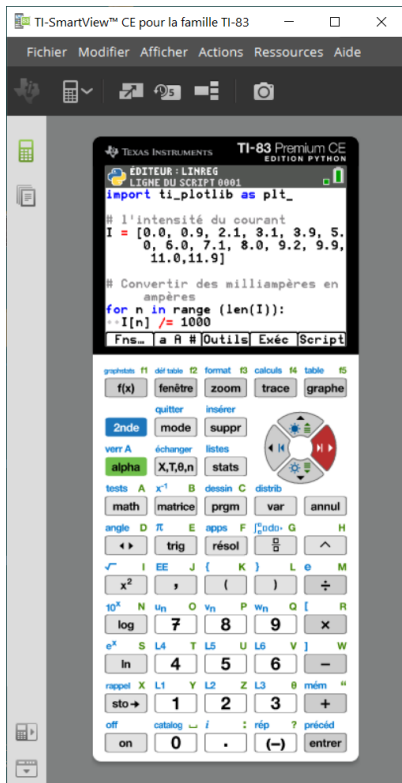 TI-SmartView™ CE pour la famille TI-83
Fichier Modifier Afficher Actions Ressources Aide
TEXAS INSTRUMENTS TI-83 Premium CE
EDITION PYTHON
ÉDITEUR : LINREG
LIGNE DU SCRIPT 0001
import ti_plotlib as plt_
# l'intensité du courant
I = [0.0, 0.9, 2.1, 3.1, 3.9, 5.
0, 6.0, 7.1, 8.0, 9.2, 9.9,
11.0,11.9]
# Convertir des milliampères en
ampères
for n in range (len(I)):
··I[n] /= 1000
Fns… a A # Outils Exéc Script
graphstats f1 déf table f2 format f3 calculs f4 table f5
f(x) fenêtre zoom trace graphe
quitter insérer
2nde mode suppr
verr A échanger listes
alpha X,T,θ,n stats
tests A x⁻¹ B dessin C distrib
math matrice prgm var annul
angle D π E apps F G H
trig résol ^
√ I EE J { K } L e M
x² , ( ) ÷
10ˣ N uₙ O vₙ P wₙ Q [ R
log 7 8 9 ×
eˣ S L4 T L5 U L6 V ] W
ln 4 5 6 −
rappel X L1 Y L2 Z L3 θ mém "
sto→ 1 2 3 +
off catalog ⎵ i : rép ? précéd
on 0 . (−) entrer